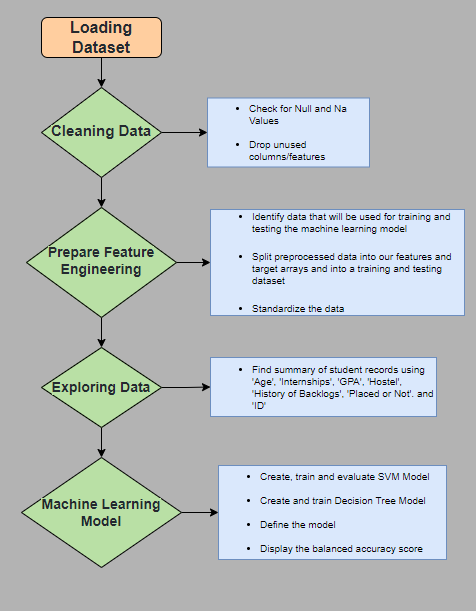 Loading
Dataset
Cleaning Data
• Check for Null and Na
Values
• Drop unused
columns/features
Prepare Feature
Engineering
• Identify data that will be used for training and
testing the machine learning model
• Split preprocessed data into our features and
target arrays and into a training and testing
dataset
• Standardize the data
Exploring Data
• Find summary of student records using
'Age', 'Internships', 'GPA', 'Hostel',
'History of Backlogs', 'Placed or Not'. and
'ID'
Machine Learning
Model
• Create, train and evaluate SVM Model
• Create and train Decision Tree Model
• Define the model
• Display the balanced accuracy score